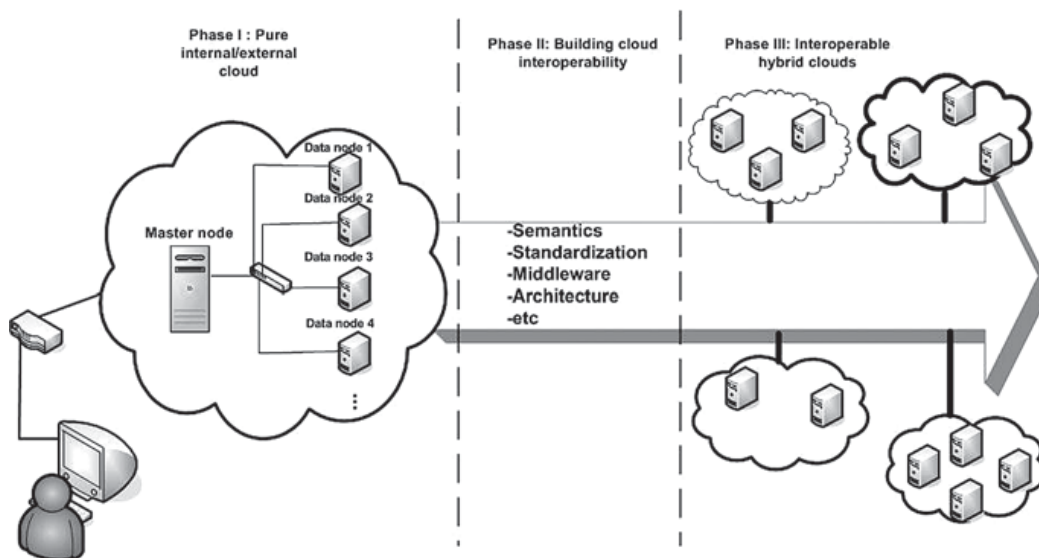 Phase I : Pure
internal/external
cloud
Phase II: Building cloud
interoperability
Phase III: Interoperable
hybrid clouds
Data node 1
Data node 2
Master node
Data node 3
Data node 4
...
-Semantics
-Standardization
-Middleware
-Architecture
-etc